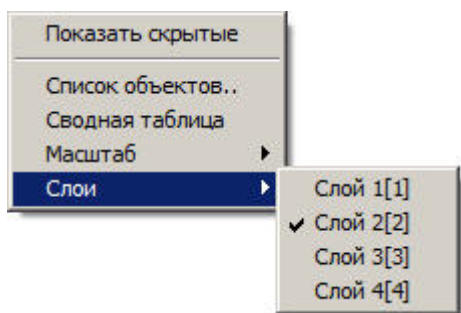 Показать скрытые
Список объектов..
Сводная таблица
Масштаб
Слои
Слой 1[1]
Слой 2[2]
Слой 3[3]
Слой 4[4]